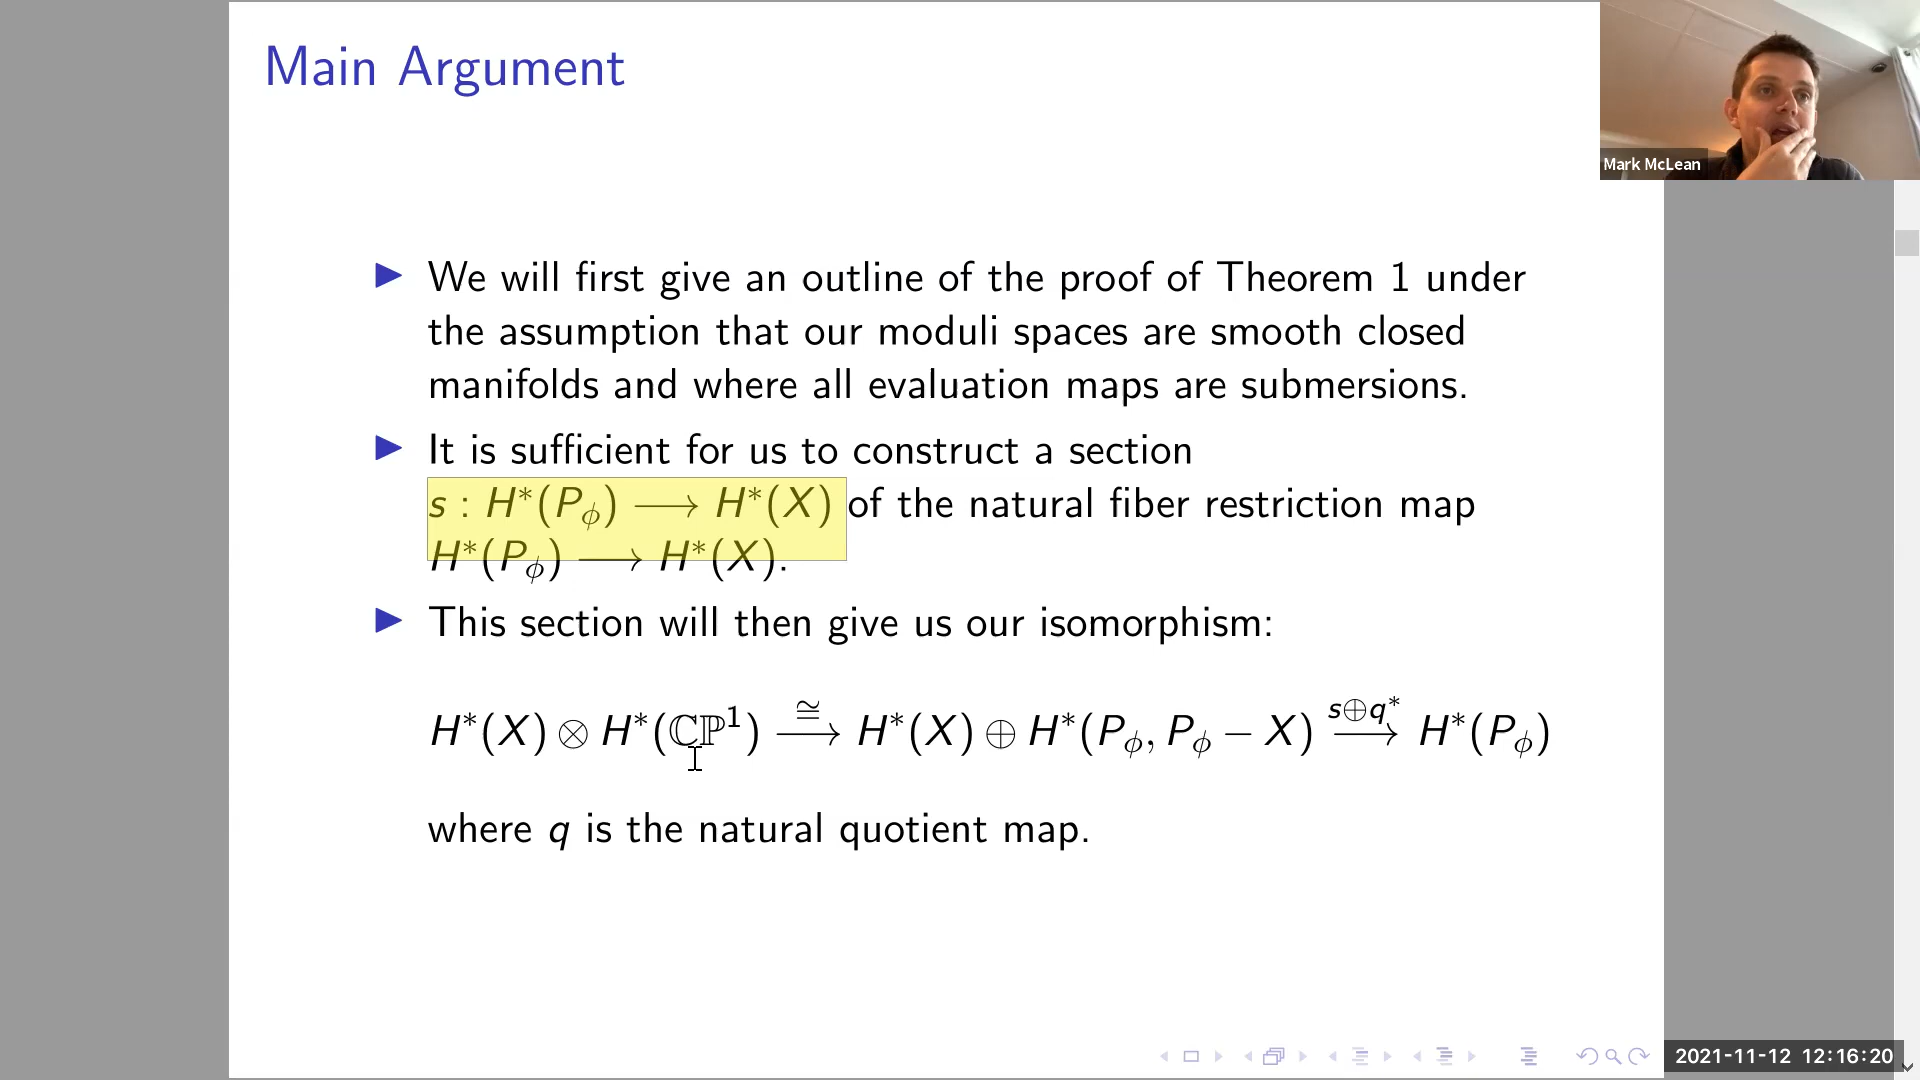 Main Argument
Mark McLean
▶ We will first give an outline of the proof of Theorem 1 under
the assumption that our moduli spaces are smooth closed
manifolds and where all evaluation maps are submersions.
▶ It is sufficient for us to construct a section
s : H*(P_ϕ) ⟶ H*(X) of the natural fiber restriction map
H*(P_ϕ) ⟶ H*(X).
▶ This section will then give us our isomorphism:
H*(X) ⊗ H*(ℂℙ¹) ≅⟶ H*(X) ⊕ H*(P_ϕ, P_ϕ − X) s⊕q*⟶ H*(P_ϕ)
where q is the natural quotient map.
2021-11-12 12:16:20